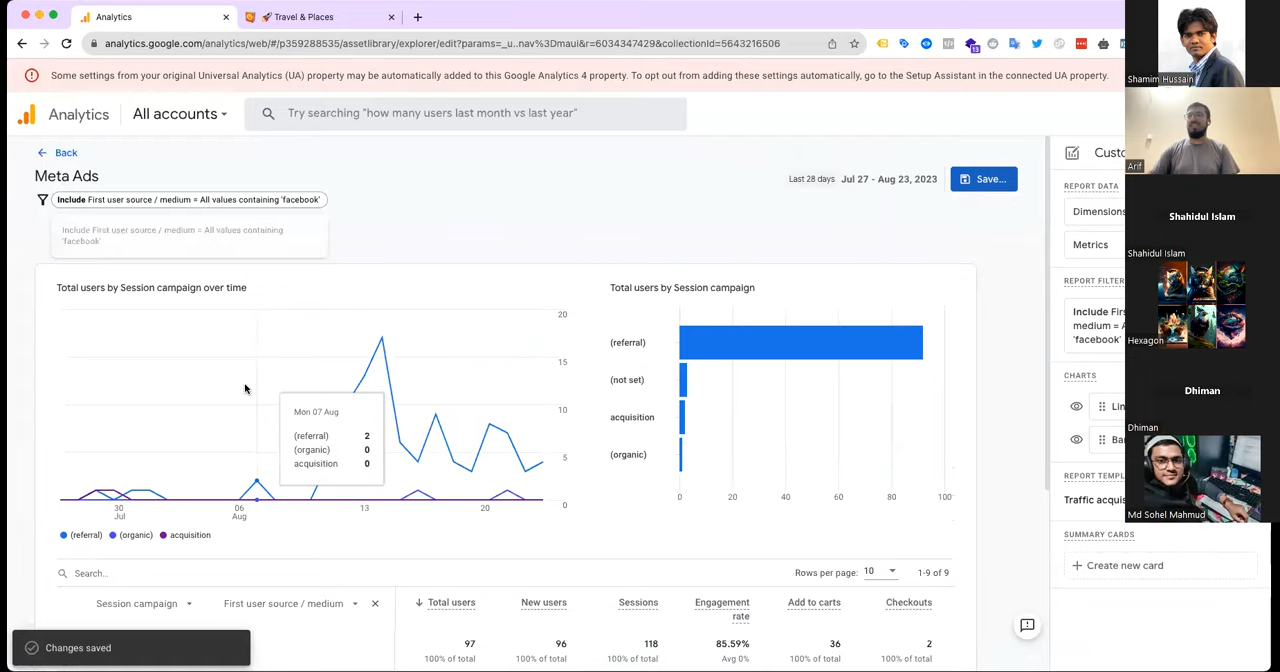 Analytics
Travel & Places
analytics.google.com/analytics/web/#/p359288535/assetlibrary/explorer/edit?params=_u..nav%3Dmaui&r=6034347429&collectionId=5643216506
13
Some settings from your original Universal Analytics (UA) property may be automatically added to this Google Analytics 4 property. To opt out from adding these settings automatically, go to the Setup Assistant in the connected UA property.
Analytics
All accounts
Try searching "how many users last month vs last year"
Back
Meta Ads
Last 28 days Jul 27 - Aug 23, 2023
Save...
Include First user source / medium = All values containing 'facebook'
Include First user source / medium = All values containing
'facebook'
Total users by Session campaign over time
20
15
10
5
0
30
Jul
06
Aug
13
20
Mon 07 Aug
(referral) 2
(organic) 0
acquisition 0
(referral) (organic) acquisition
Total users by Session campaign
(referral)
(not set)
acquisition
(organic)
0 20 40 60 80 100
Search...
Rows per page: 10 1-9 of 9
Session campaign First user source / medium Total users New users Sessions Engagement rate Add to carts Checkouts
97 96 118 85.59% 36 2
100% of total 100% of total 100% of total Avg 0% 100% of total 100% of total
Changes saved
Custo
REPORT DATA
Dimensions
Metrics
REPORT FILTER
Include Firs
medium = A
'facebook'
CHARTS
Lin
Ba
REPORT TEMPL
Traffic acquis
SUMMARY CARDS
Create new card
Shamim Hussain
Arif
Shahidul Islam
Shahidul Islam
Hexagon
Dhiman
Dhiman
Md Sohel Mahmud